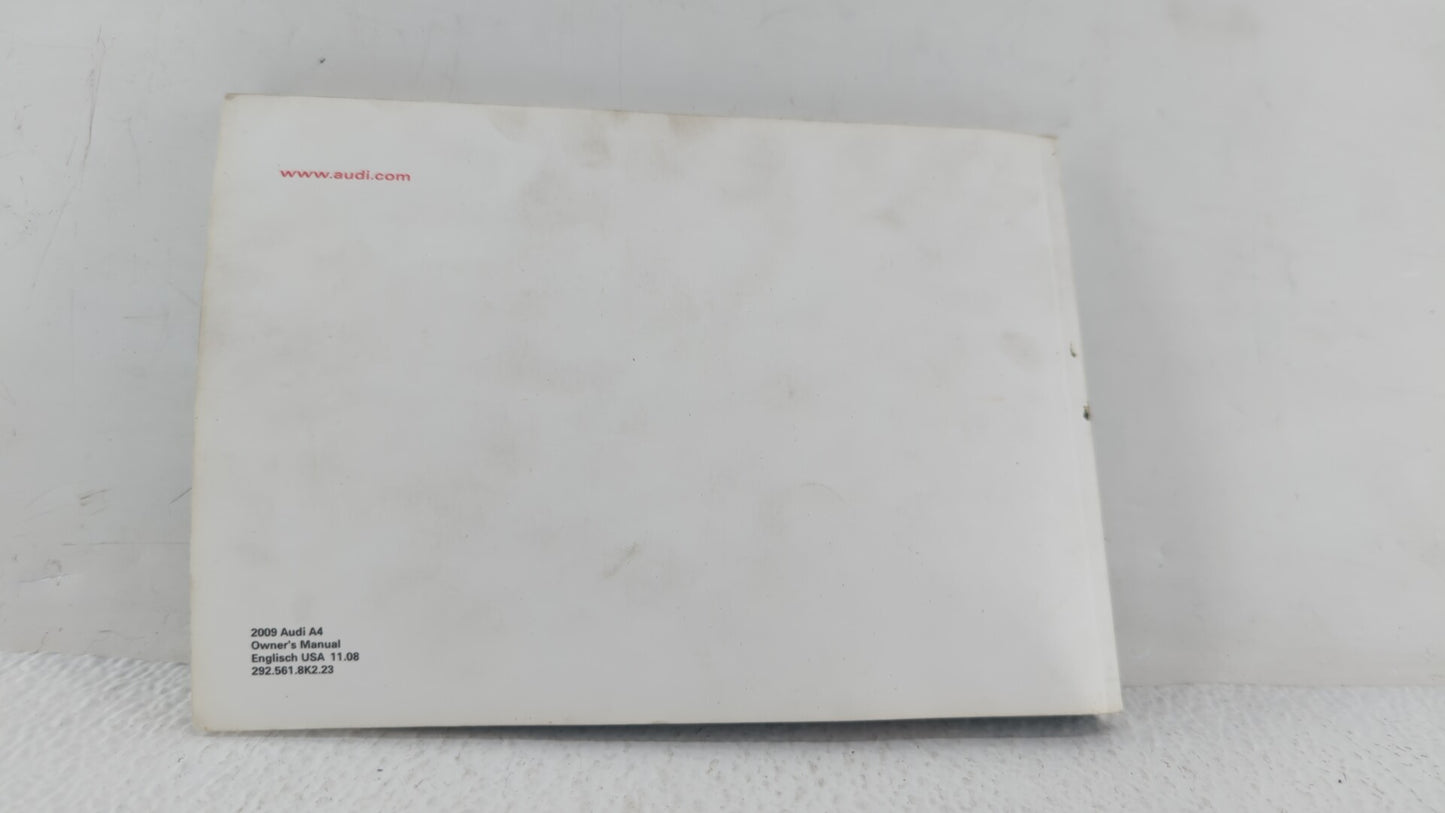 www.audi.com
2009 Audi A4
Owner's Manual
Englisch USA 11.08
292.561.8K2.23